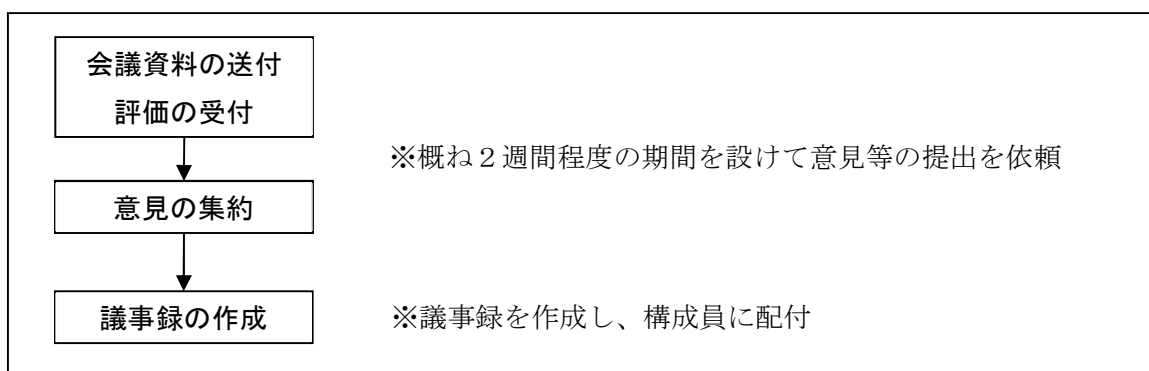 会議資料の送付
評価の受付
※概ね２週間程度の期間を設けて意見等の提出を依頼
意見の集約
議事録の作成
※議事録を作成し、構成員に配付